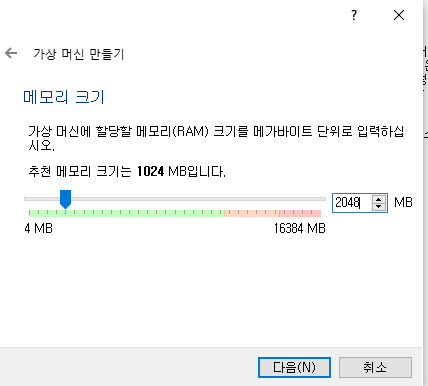 ?
가상 머신 만들기
메모리 크기
가상 머신에 할당할 메모리(RAM) 크기를 메가바이트 단위로 입력하십
시오.
추천 메모리 크기는 1024 MB입니다.
2048 MB
4 MB 16384 MB
다음(N) 취소